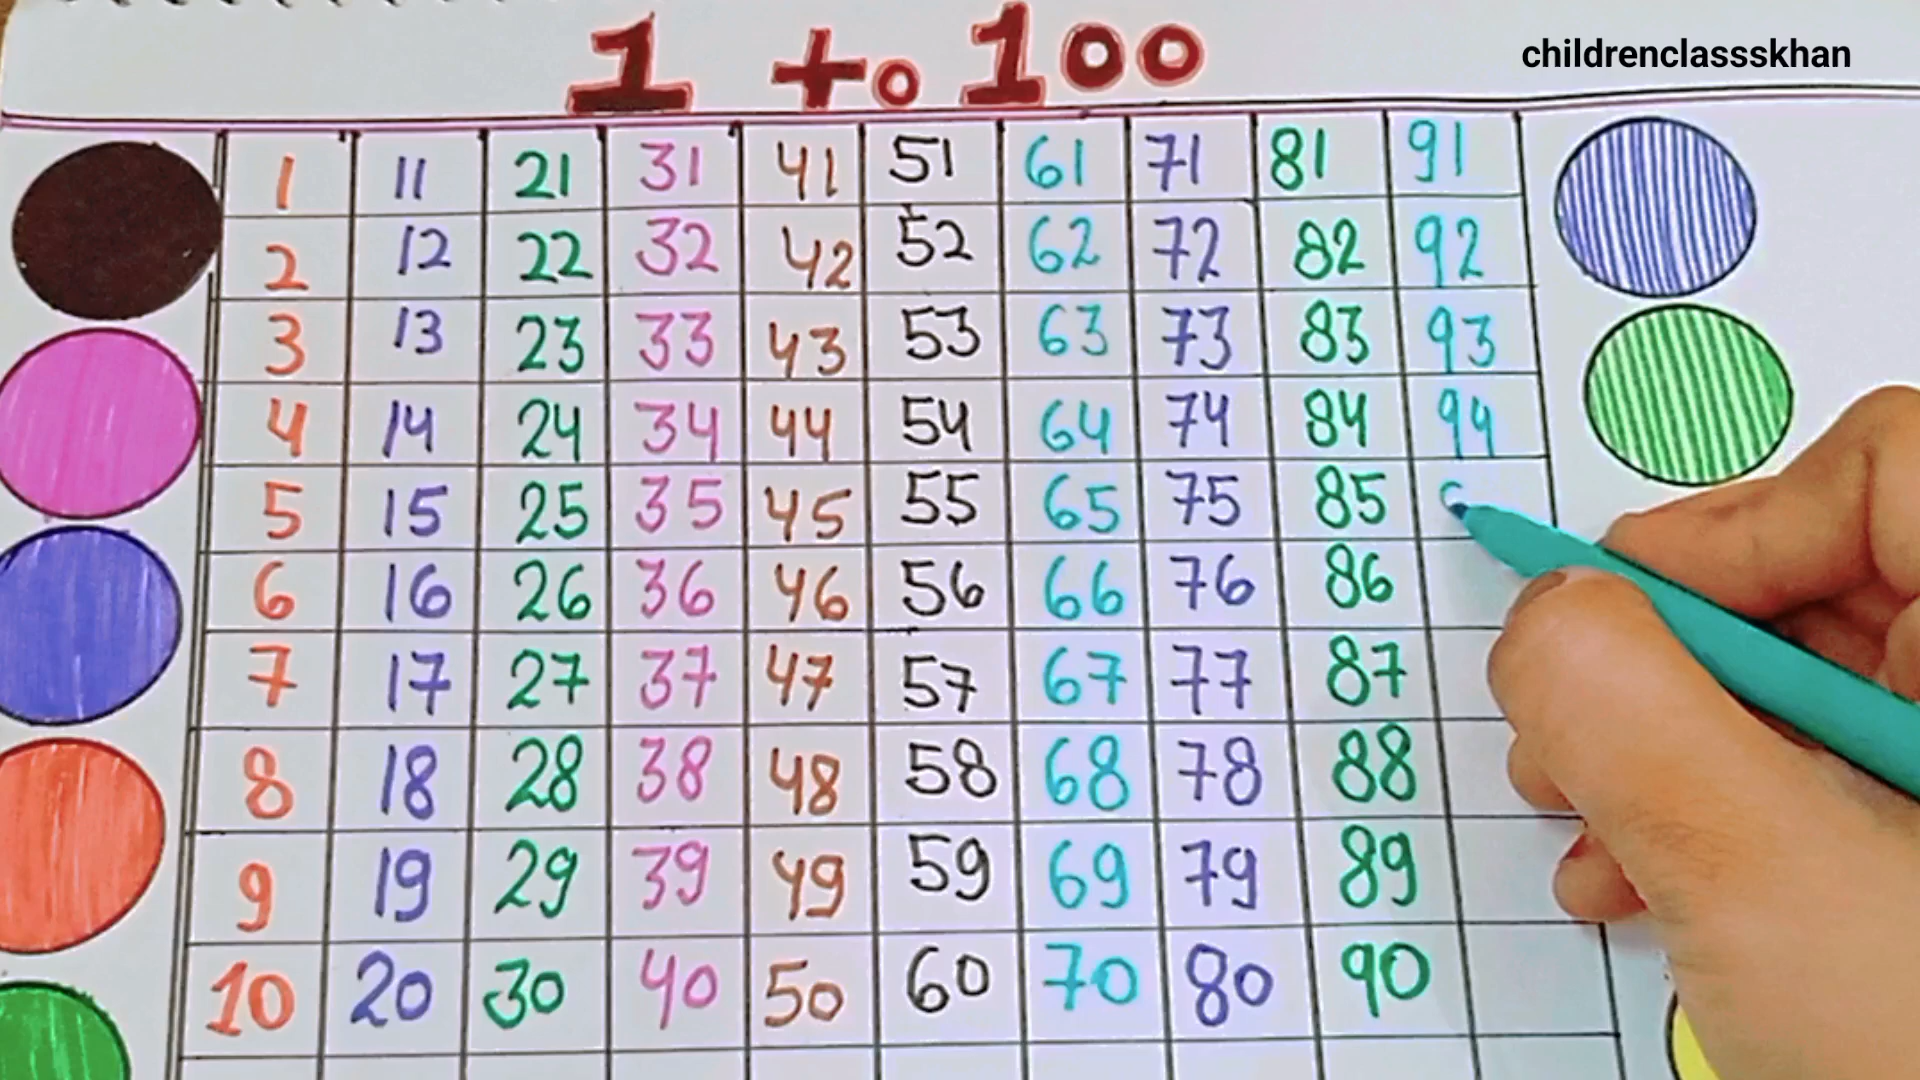 1 to 100
childrenclassskhan
1 11 21 31 41 51 61 71 81 91
2 12 22 32 42 52 62 72 82 92
3 13 23 33 43 53 63 73 83 93
4 14 24 34 44 54 64 74 84 94
5 15 25 35 45 55 65 75 85
6 16 26 36 46 56 66 76 86
7 17 27 37 47 57 67 77 87
8 18 28 38 48 58 68 78 88
9 19 29 39 49 59 69 79 89
10 20 30 40 50 60 70 80 90